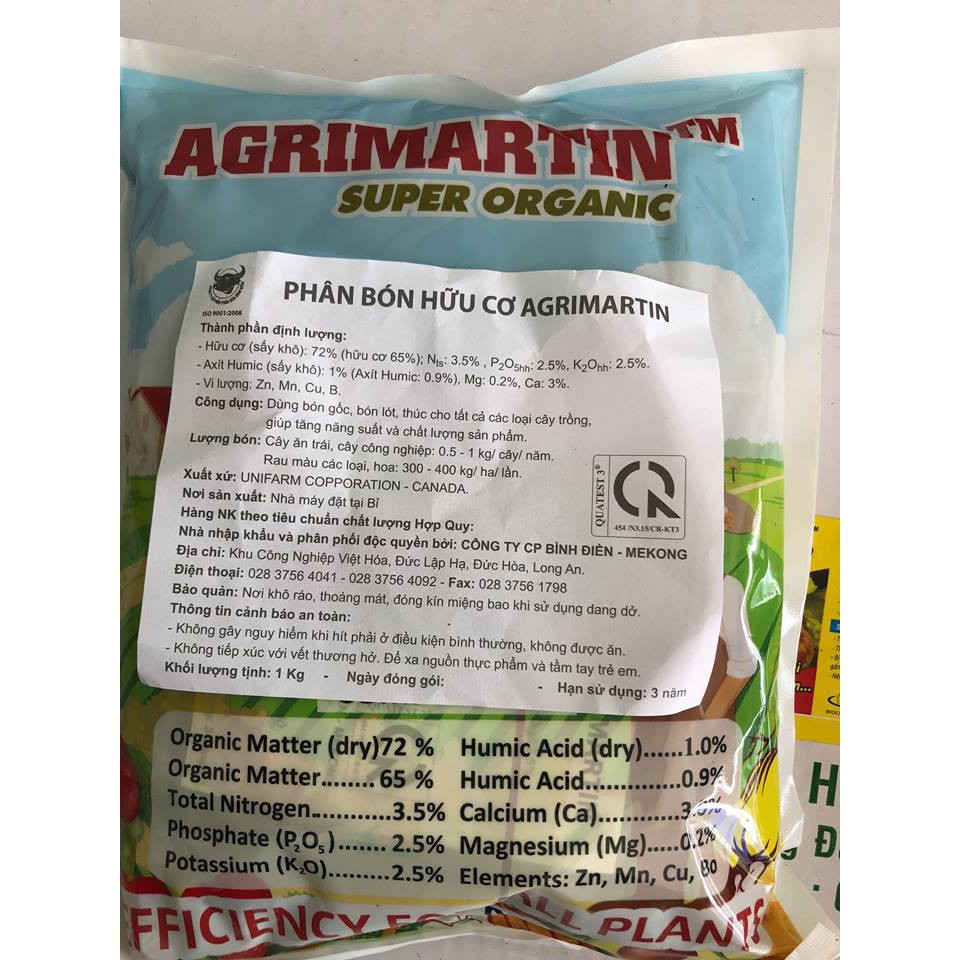 AGRIMARTIN™
SUPER ORGANIC
ISO 9001:2008
PHÂN BÓN HỮU CƠ AGRIMARTIN
Thành phần định lượng:
- Hữu cơ (sấy khô): 72% (hữu cơ 65%); Nts: 3.5% , P2O5hh: 2.5%, K2Ohh: 2.5%.
- Axít Humic (sấy khô): 1% (Axít Humic: 0.9%), Mg: 0.2%, Ca: 3%.
- Vi lượng: Zn, Mn, Cu, B.
Công dụng: Dùng bón gốc, bón lót, thúc cho tất cả các loại cây trồng,
giúp tăng năng suất và chất lượng sản phẩm.
Lượng bón: Cây ăn trái, cây công nghiệp: 0.5 - 1 kg/ cây/ năm.
Rau màu các loại, hoa: 300 - 400 kg/ ha/ lần.
Xuất xứ: UNIFARM COPPORATION - CANADA.
Nơi sản xuất: Nhà máy đặt tại Bỉ
Hàng NK theo tiêu chuẩn chất lượng Hợp Quy:
QUATEST 3®
454 /N3.15/CR-KT3
Nhà nhập khẩu và phân phối độc quyền bởi: CÔNG TY CP BÌNH ĐIỀN - MEKONG
Địa chỉ: Khu Công Nghiệp Việt Hóa, Đức Lập Hạ, Đức Hòa, Long An.
Điện thoại: 028 3756 4041 - 028 3756 4092 - Fax: 028 3756 1798
Bảo quản: Nơi khô ráo, thoáng mát, đóng kín miệng bao khi sử dụng dang dở.
Thông tin cảnh báo an toàn:
- Không gây nguy hiểm khi hít phải ở điều kiện bình thường, không được ăn.
- Không tiếp xúc với vết thương hở. Để xa nguồn thực phẩm và tầm tay trẻ em.
Khối lượng tịnh: 1 Kg - Ngày đóng gói: - Hạn sử dụng: 3 năm
Organic Matter (dry)72 % Humic Acid (dry)......1.0%
Organic Matter........ 65 % Humic Acid..............0.9%
Total Nitrogen............3.5% Calcium (Ca)............
Phosphate (P2O5)....... 2.5% Magnesium (Mg).....0.2%
Potassium (K2O).........2.5% Elements: Zn, Mn, Cu, Bo
EFFICIENCY FOR ALL PLANTS